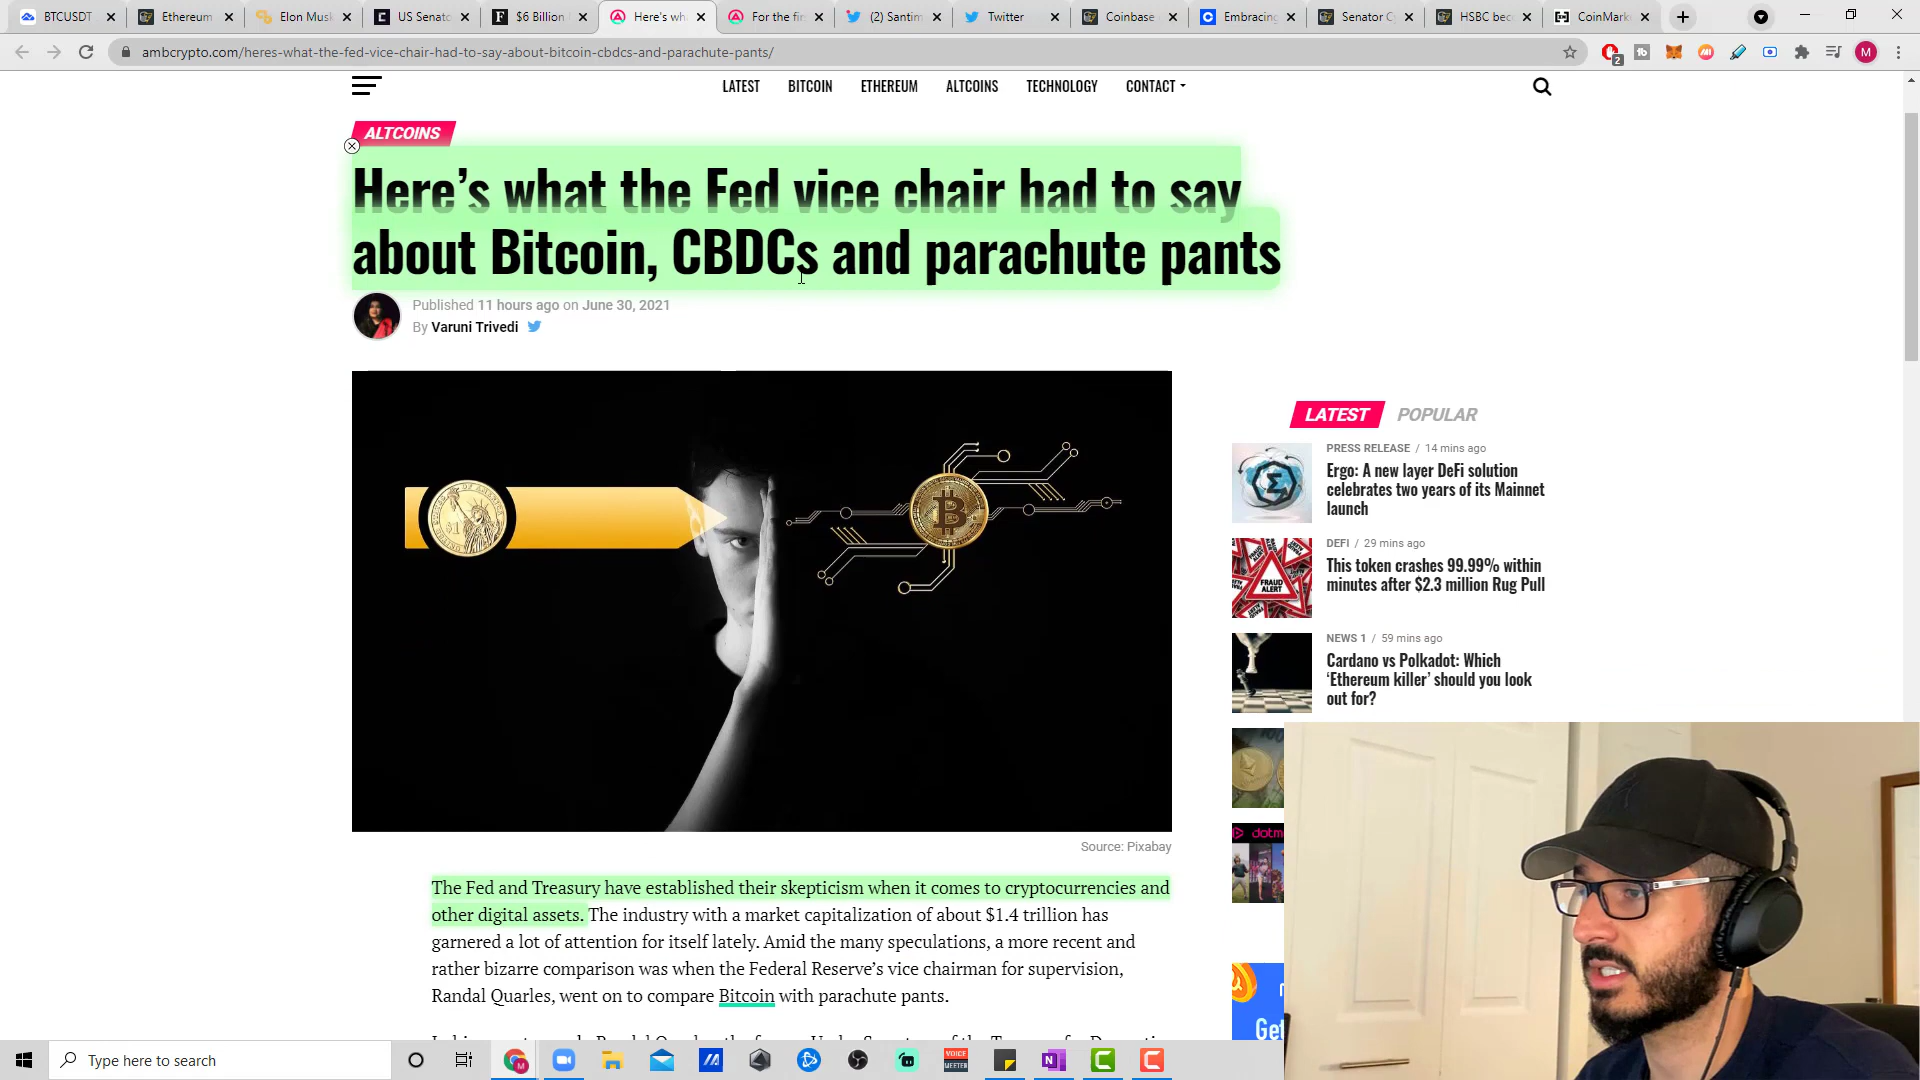 BTCUSDT
Ethereum
Elon Musk
US Senato
$6 Billion
Here's wh
For the fir
(2) Santim
Twitter
Coinbase
Embracing
Senator C
HSBC bec
CoinMark
ambcrypto.com/heres-what-the-fed-vice-chair-had-to-say-about-bitcoin-cbdcs-and-parachute-pants/
2
M
LATEST
BITCOIN
ETHEREUM
ALTCOINS
TECHNOLOGY
CONTACT
ALTCOINS
Here's what the Fed vice chair had to say
about Bitcoin, CBDCs and parachute pants
Published 11 hours ago on June 30, 2021
By Varuni Trivedi
Source: Pixabay
The Fed and Treasury have established their skepticism when it comes to cryptocurrencies and
other digital assets. The industry with a market capitalization of about $1.4 trillion has
garnered a lot of attention for itself lately. Amid the many speculations, a more recent and
rather bizarre comparison was when the Federal Reserve's vice chairman for supervision,
Randal Quarles, went on to compare Bitcoin with parachute pants.
LATEST
POPULAR
PRESS RELEASE / 14 mins ago
Ergo: A new layer DeFi solution
celebrates two years of its Mainnet
launch
FRAUD
ALERT
DEFI / 29 mins ago
This token crashes 99.99% within
minutes after $2.3 million Rug Pull
NEWS 1 / 59 mins ago
Cardano vs Polkadot: Which
'Ethereum killer' should you look
out for?
Get
Type here to search
VOICE
MEETER